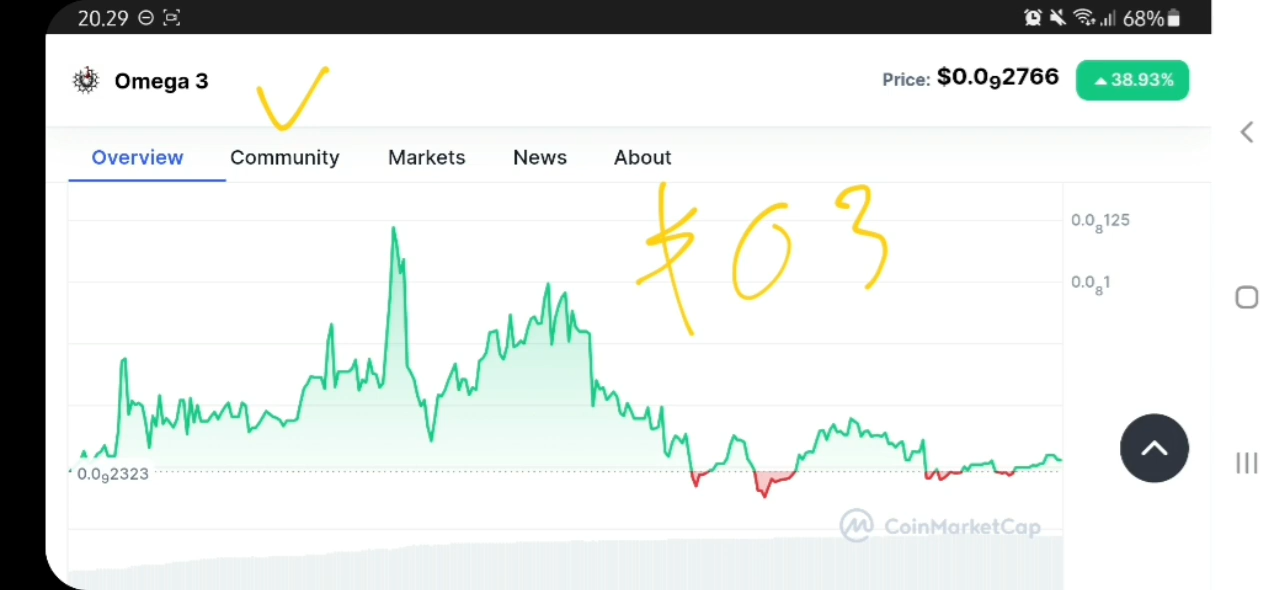 20.29 68%
Omega 3 Price: $0.0₉2766 38.93%
Overview Community Markets News About
$03
0.0₈125
0.0₈1
0.0₉2323
CoinMarketCap